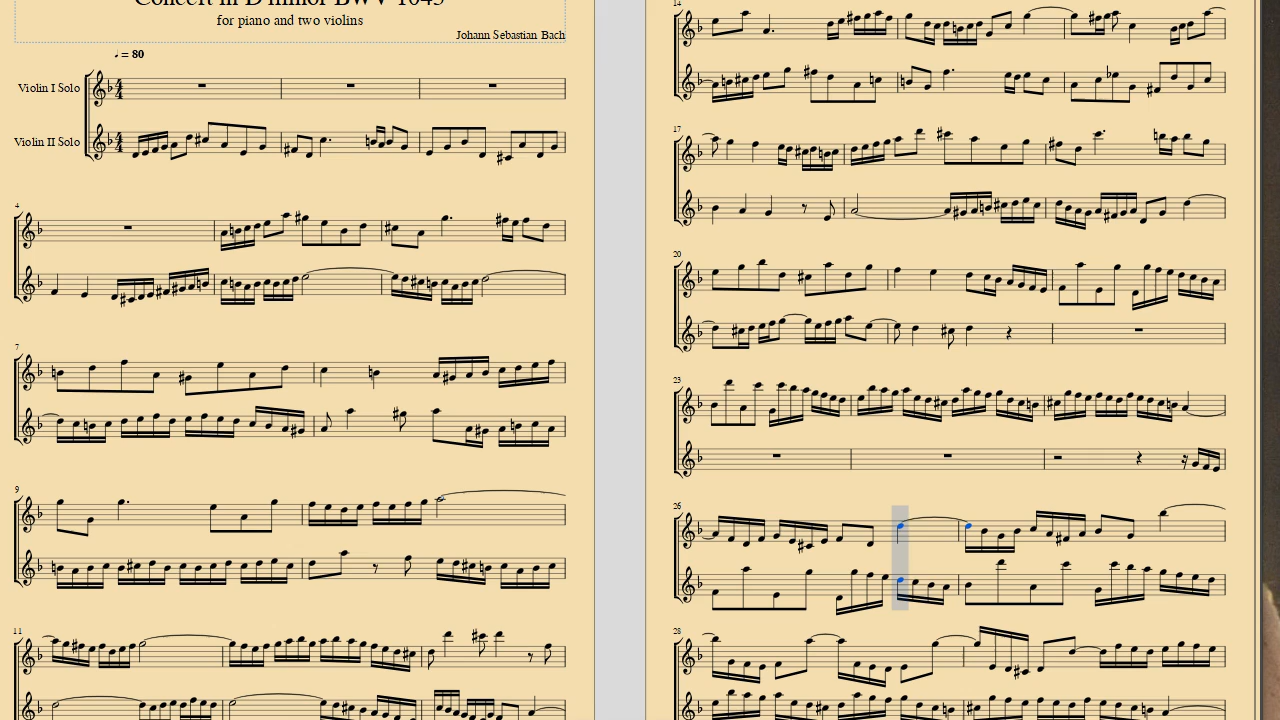 Concert in D minor BWV 1043
for piano and two violins
Johann Sebastian Bach
= 80
Violin I Solo
Violin II Solo
4
7
9
11
14
17
20
23
26
28